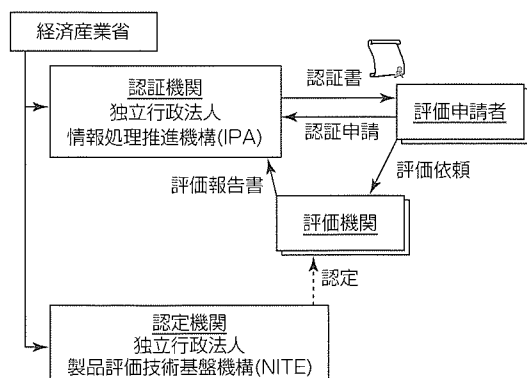 経済産業省
認証機関
独立行政法人
情報処理推進機構(IPA)
認証書
認証申請
評価申請者
評価依頼
評価報告書
評価機関
認定
認定機関
独立行政法人
製品評価技術基盤機構(NITE)